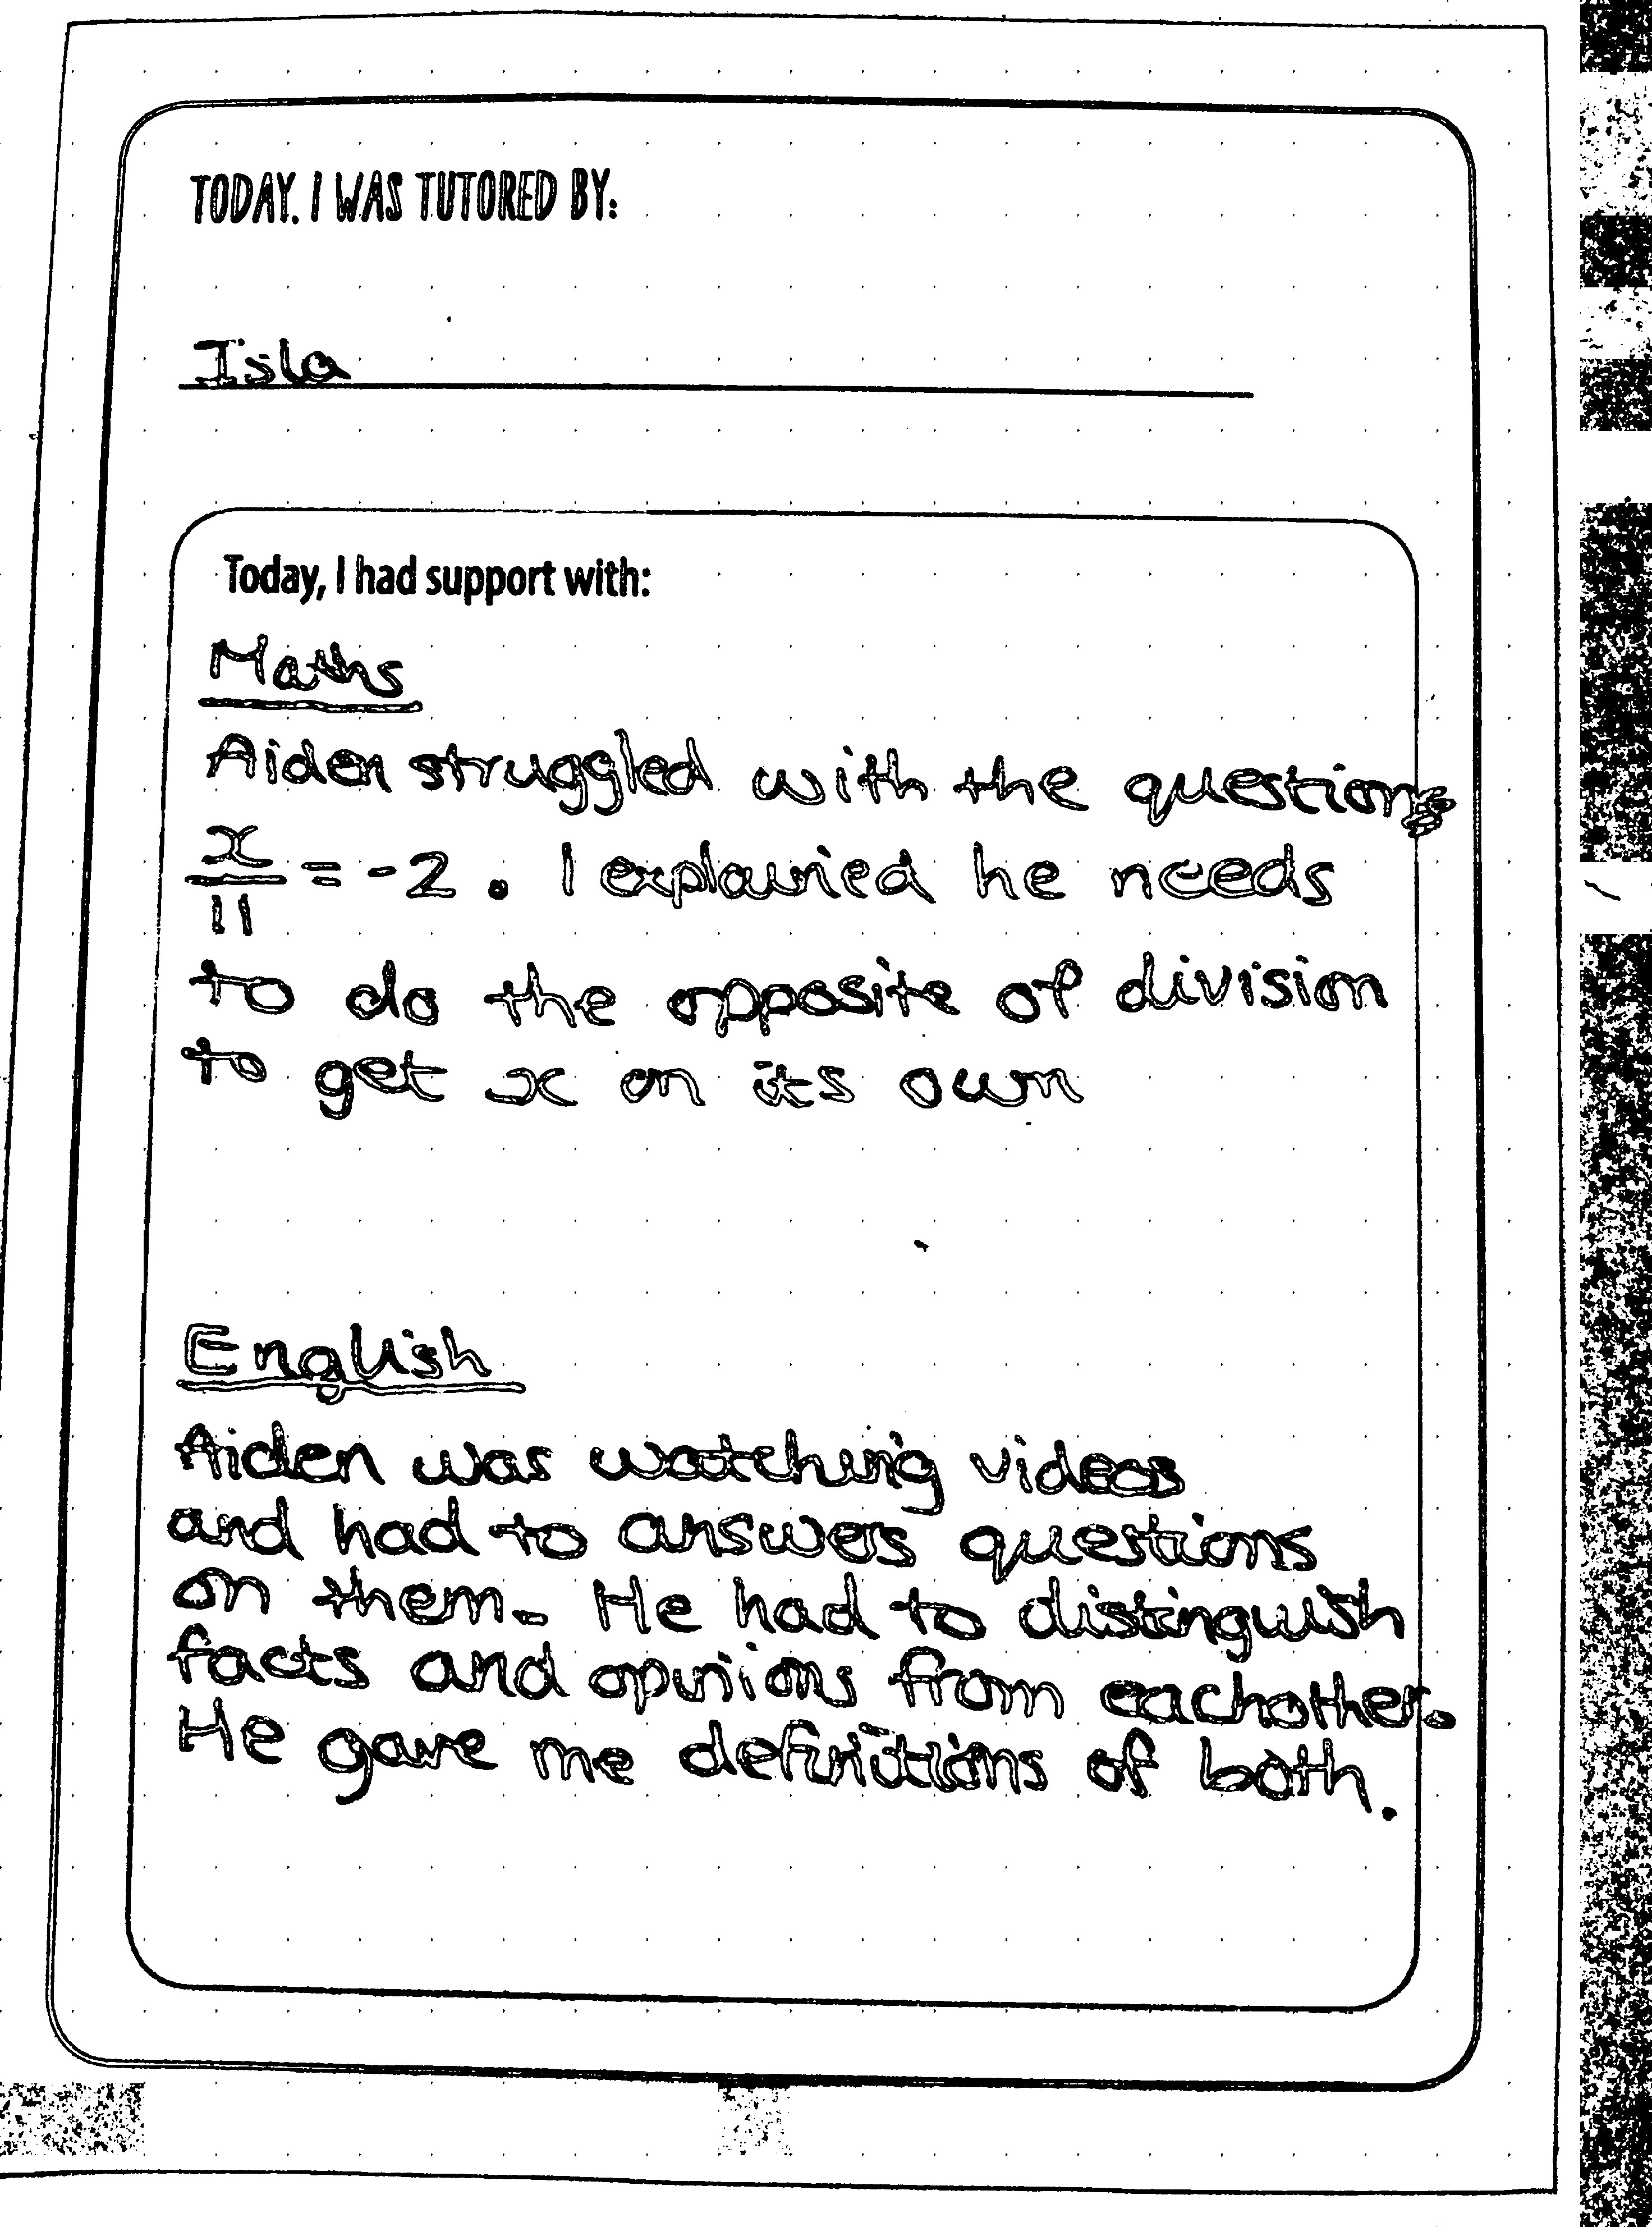 TODAY, I WAS TUTORED BY:
Isla
Today, I had support with:
Maths
Aiden struggled with the question
x/11 = -2. I explained he needs
to do the opposite of division
to get x on its own
English
Aiden was watching videos
and had to answers questions
on them. He had to distinguish
facts and opinions from eachother.
He gave me definitions of both.